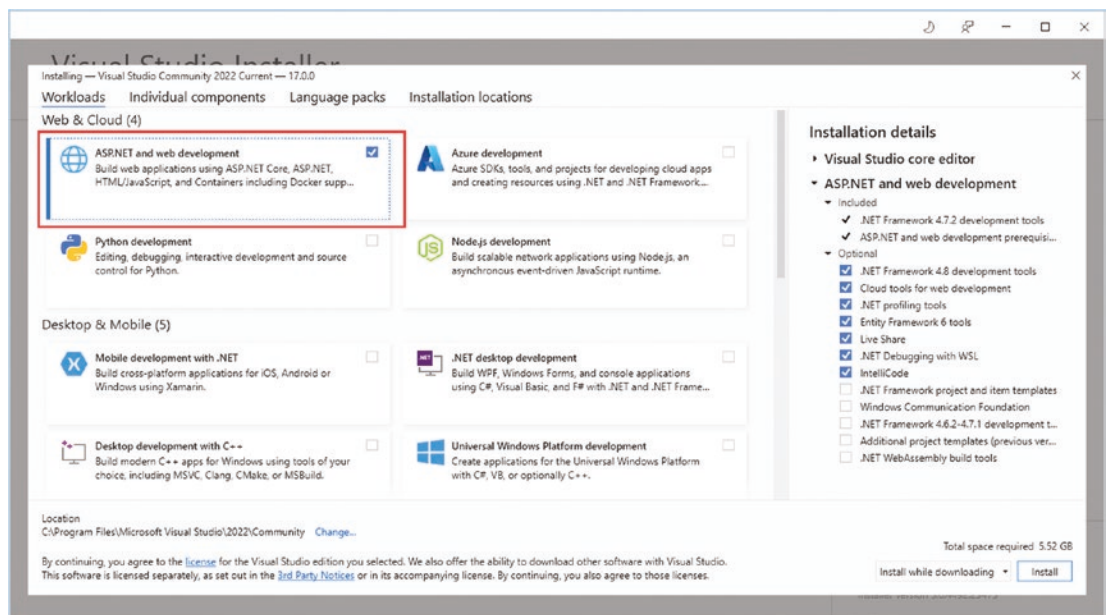 Visual Studio Installer
Installing — Visual Studio Community 2022 Current — 17.0.0
Workloads
Individual components
Language packs
Installation locations
Web & Cloud (4)
ASP.NET and web development
Build web applications using ASP.NET Core, ASP.NET,
HTML/JavaScript, and Containers including Docker supp...
Azure development
Azure SDKs, tools, and projects for developing cloud apps
and creating resources using .NET and .NET Framework....
Python development
Editing, debugging, interactive development and source
control for Python.
Node.js development
Build scalable network applications using Node.js, an
asynchronous event-driven JavaScript runtime.
Desktop & Mobile (5)
Mobile development with .NET
Build cross-platform applications for iOS, Android or
Windows using Xamarin.
.NET desktop development
Build WPF, Windows Forms, and console applications
using C#, Visual Basic, and F# with .NET and .NET Frame...
Desktop development with C++
Build modern C++ apps for Windows using tools of your
choice, including MSVC, Clang, CMake, or MSBuild.
Universal Windows Platform development
Create applications for the Universal Windows Platform
with C#, VB, or optionally C++.
Installation details
Visual Studio core editor
ASP.NET and web development
Included
.NET Framework 4.7.2 development tools
ASP.NET and web development prerequisi...
Optional
.NET Framework 4.8 development tools
Cloud tools for web development
.NET profiling tools
Entity Framework 6 tools
Live Share
.NET Debugging with WSL
IntelliCode
.NET Framework project and item templates
Windows Communication Foundation
.NET Framework 4.6.2-4.7.1 development t...
Additional project templates (previous ver...
.NET WebAssembly build tools
Location
C:\Program Files\Microsoft Visual Studio\2022\Community Change...
By continuing, you agree to the license for the Visual Studio edition you selected. We also offer the ability to download other software with Visual Studio.
This software is licensed separately, as set out in the 3rd Party Notices or in its accompanying license. By continuing, you also agree to those licenses.
Total space required 5.52 GB
Install while downloading
Install